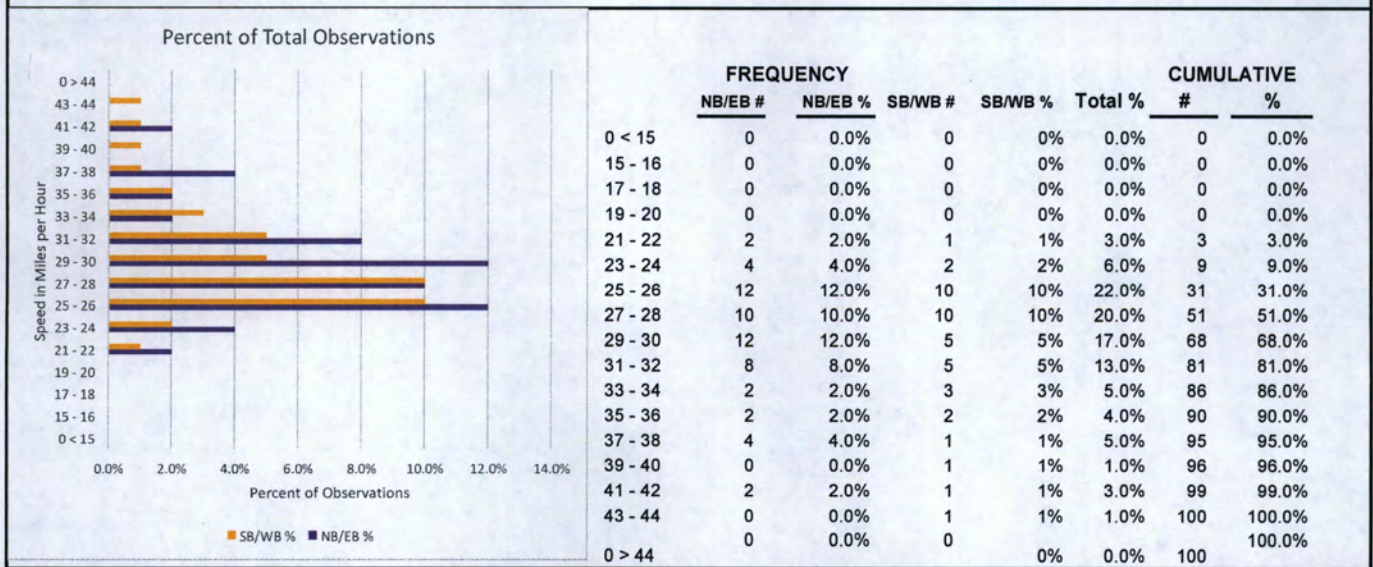 Percent of Total Observations
0 > 44
43 - 44
41 - 42
39 - 40
37 - 38
35 - 36
33 - 34
31 - 32
29 - 30
27 - 28
25 - 26
23 - 24
21 - 22
19 - 20
17 - 18
15 - 16
0 < 15
Speed in Miles per Hour
0.0% 2.0% 4.0% 6.0% 8.0% 10.0% 12.0% 14.0%
Percent of Observations
SB/WB % NB/EB %
FREQUENCY CUMULATIVE
NB/EB # NB/EB % SB/WB # SB/WB % Total % # %
0 < 15 0 0.0% 0 0% 0.0% 0 0.0%
15 - 16 0 0.0% 0 0% 0.0% 0 0.0%
17 - 18 0 0.0% 0 0% 0.0% 0 0.0%
19 - 20 0 0.0% 0 0% 0.0% 0 0.0%
21 - 22 2 2.0% 1 1% 3.0% 3 3.0%
23 - 24 4 4.0% 2 2% 6.0% 9 9.0%
25 - 26 12 12.0% 10 10% 22.0% 31 31.0%
27 - 28 10 10.0% 10 10% 20.0% 51 51.0%
29 - 30 12 12.0% 5 5% 17.0% 68 68.0%
31 - 32 8 8.0% 5 5% 13.0% 81 81.0%
33 - 34 2 2.0% 3 3% 5.0% 86 86.0%
35 - 36 2 2.0% 2 2% 4.0% 90 90.0%
37 - 38 4 4.0% 1 1% 5.0% 95 95.0%
39 - 40 0 0.0% 1 1% 1.0% 96 96.0%
41 - 42 2 2.0% 1 1% 3.0% 99 99.0%
43 - 44 0 0.0% 1 1% 1.0% 100 100.0%
0 0.0% 0 100.0%
0 > 44 0% 0.0% 100